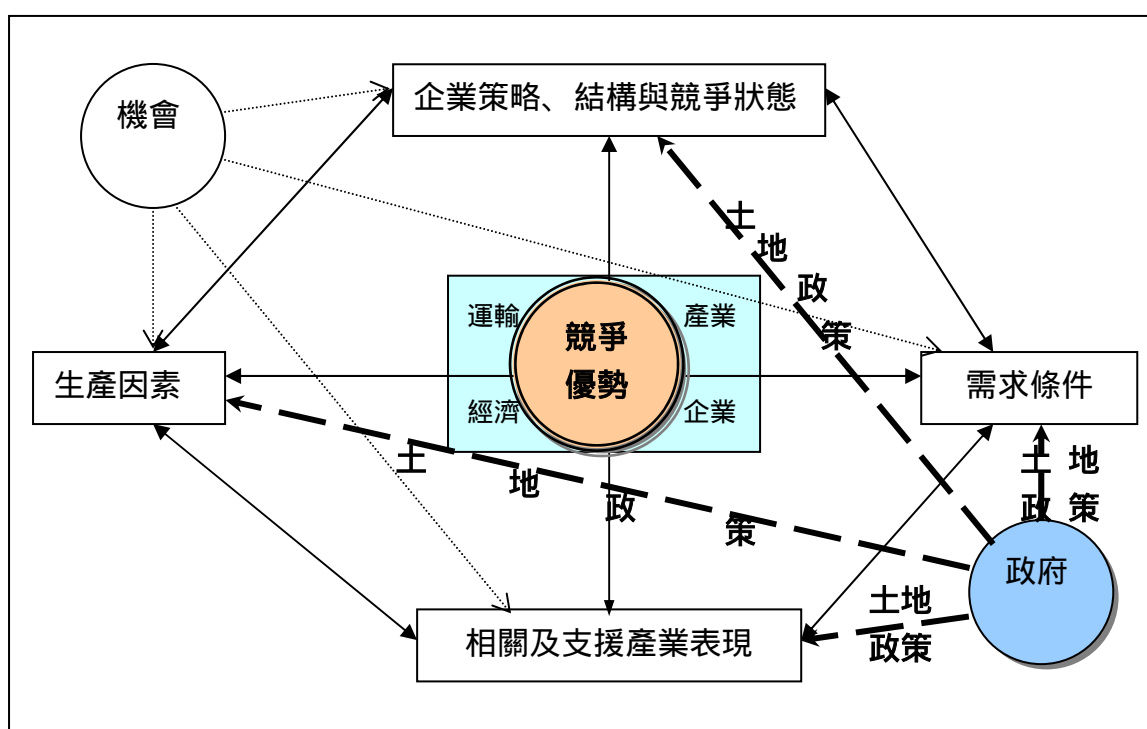 機會
企業策略、結構與競爭狀態
土地政策
運輸
產業
競爭
優勢
生產因素
需求條件
經濟
企業
土地政策
土地
政策
政府
土地
政策
相關及支援產業表現